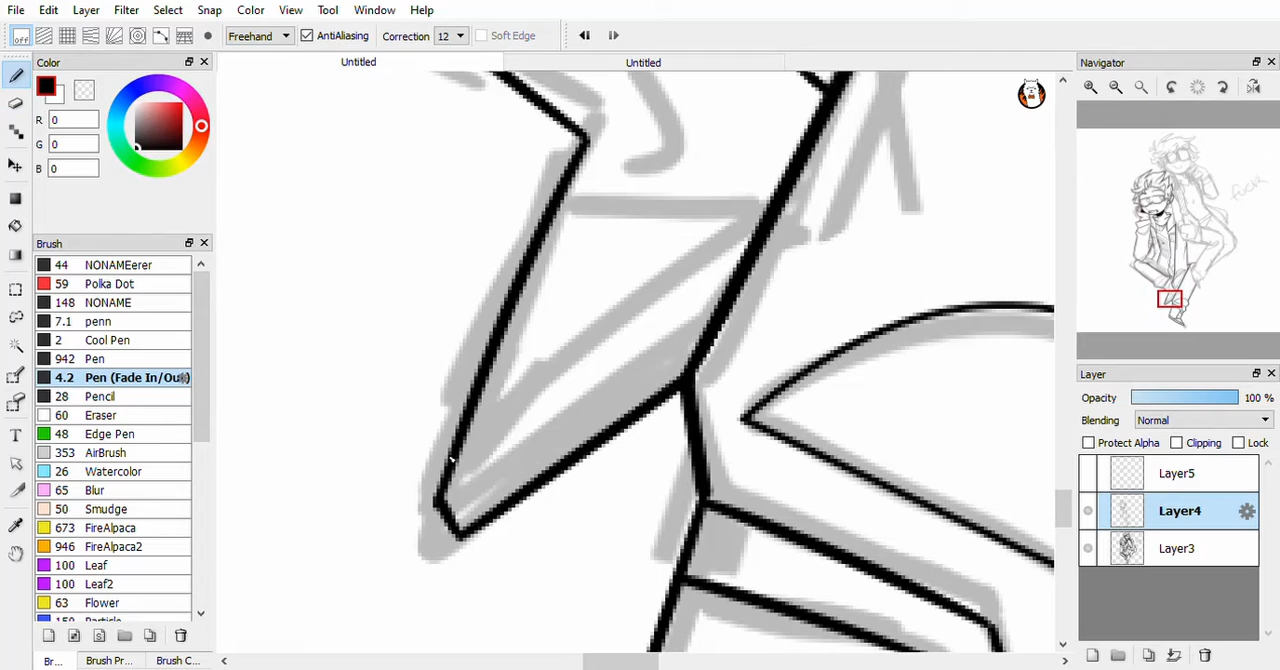 File Edit Layer Filter Select Snap Color View Tool Window Help
off Freehand AntiAliasing Correction 12 Soft Edge
Color
R 0
G 0
B 0
Brush
44 NONAMEerer
59 Polka Dot
148 NONAME
7.1 penn
2 Cool Pen
942 Pen
4.2 Pen (Fade In/Out)
28 Pencil
60 Eraser
48 Edge Pen
353 AirBrush
26 Watercolor
65 Blur
50 Smudge
673 FireAlpaca
946 FireAlpaca2
100 Leaf
100 Leaf2
63 Flower
Particle
Br... Brush Pr... Brush C...
Untitled Untitled
Navigator
Layer
Opacity 100 %
Blending Normal
Protect Alpha Clipping Lock
Layer5
Layer4
Layer3